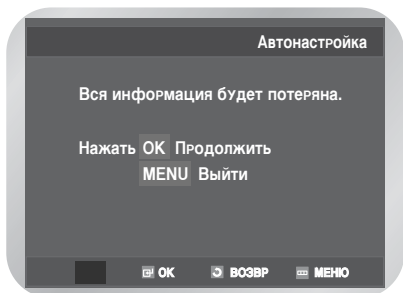 Автонастройка
Вся информация будет потеряна.
Нажать OK Продолжить
MENU Выйти
OK ВОЗВР МЕНЮ